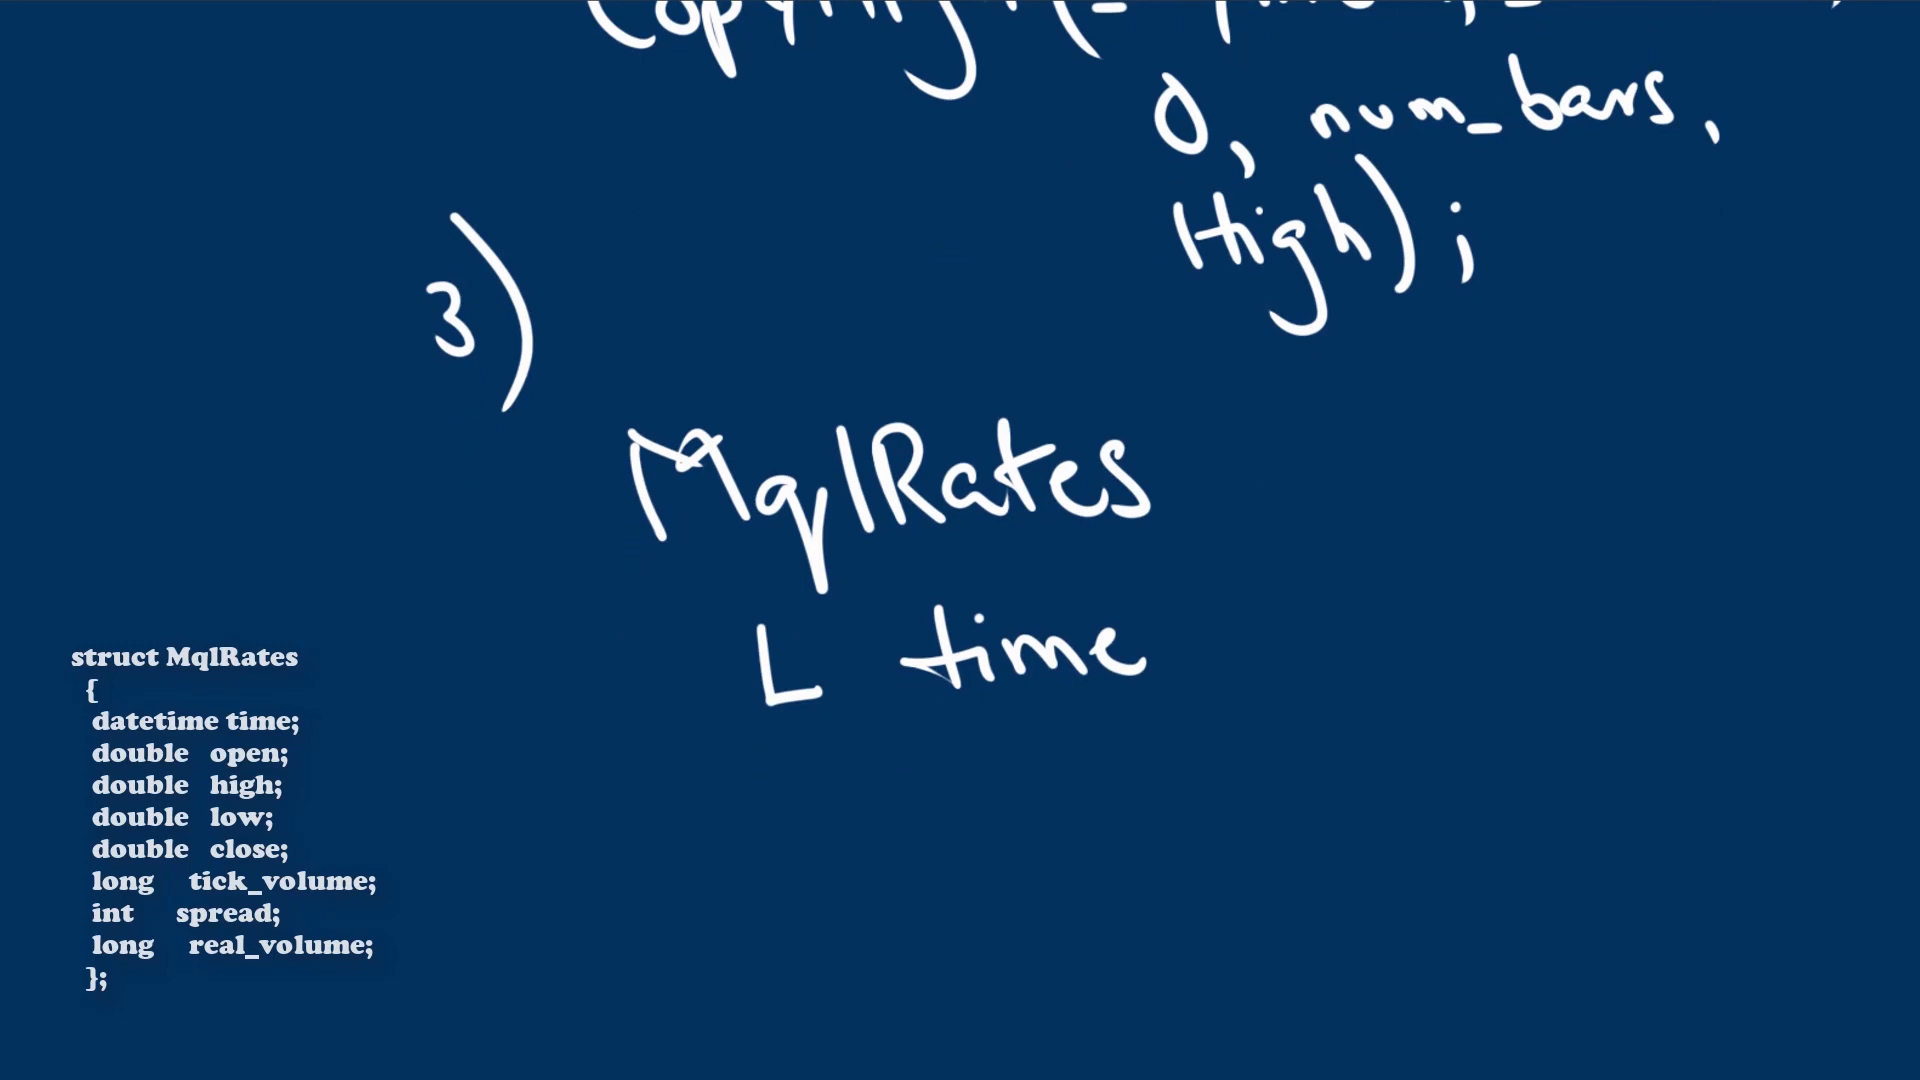 0, num_bars,
High);
3)
MqlRates
L time
struct MqlRates
{
datetime time;
double open;
double high;
double low;
double close;
long tick_volume;
int spread;
long real_volume;
};